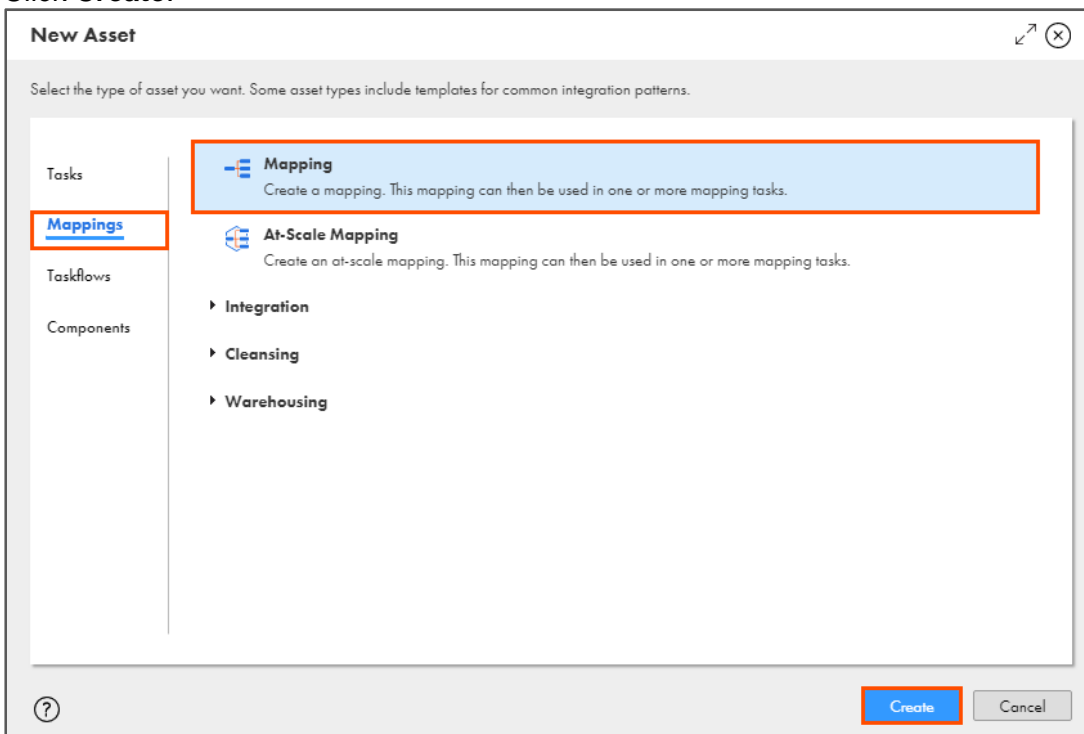 Click Create.
New Asset
Select the type of asset you want. Some asset types include templates for common integration patterns.
Tasks
Mappings
Taskflows
Components
Mapping
Create a mapping. This mapping can then be used in one or more mapping tasks.
At-Scale Mapping
Create an at-scale mapping. This mapping can then be used in one or more mapping tasks.
Integration
Cleansing
Warehousing
?
Create
Cancel